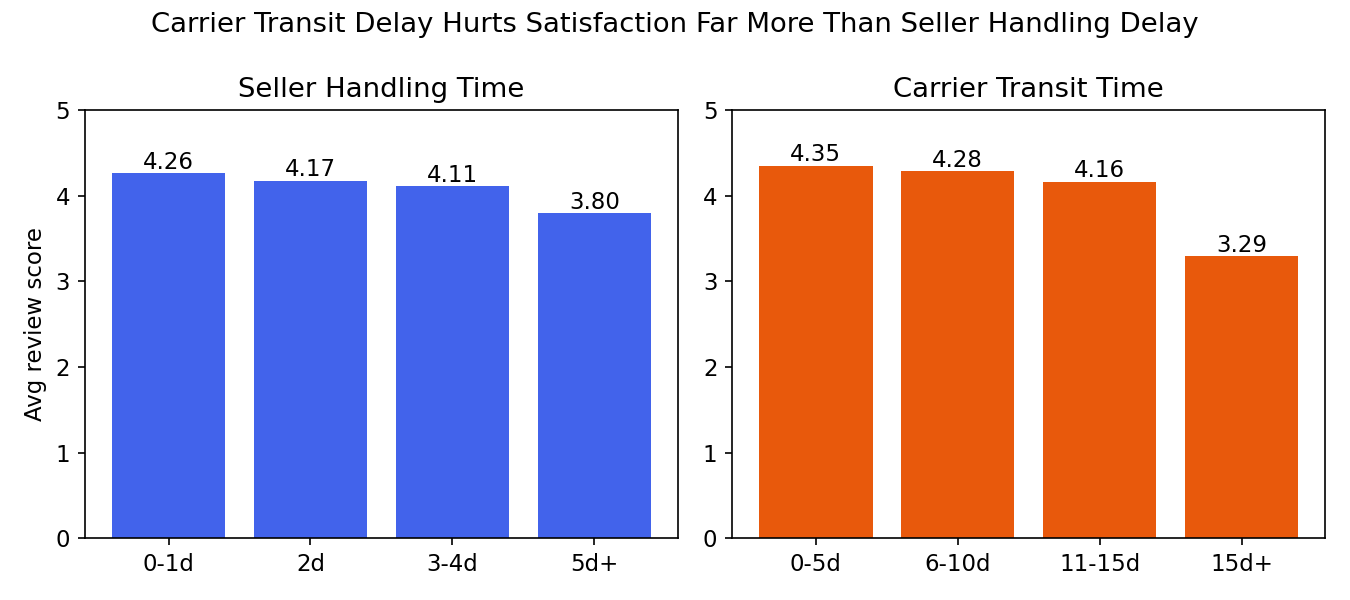 Carrier Transit Delay Hurts Satisfaction Far More Than Seller Handling Delay
Seller Handling Time
Avg review score
5
4
3
2
1
0
4.26
4.17
4.11
3.80
0-1d
2d
3-4d
5d+
Carrier Transit Time
5
4
3
2
1
0
4.35
4.28
4.16
3.29
0-5d
6-10d
11-15d
15d+